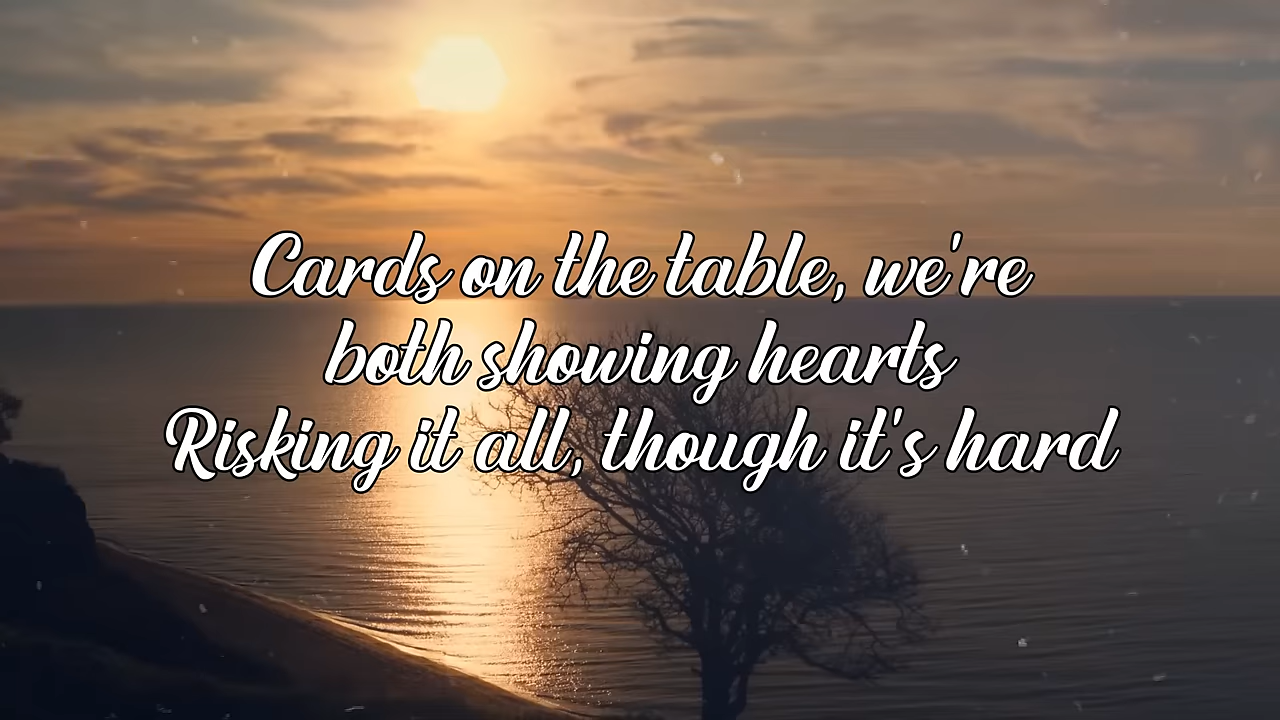 Cards on the table, we're
both showing hearts
Risking it all, though it's hard